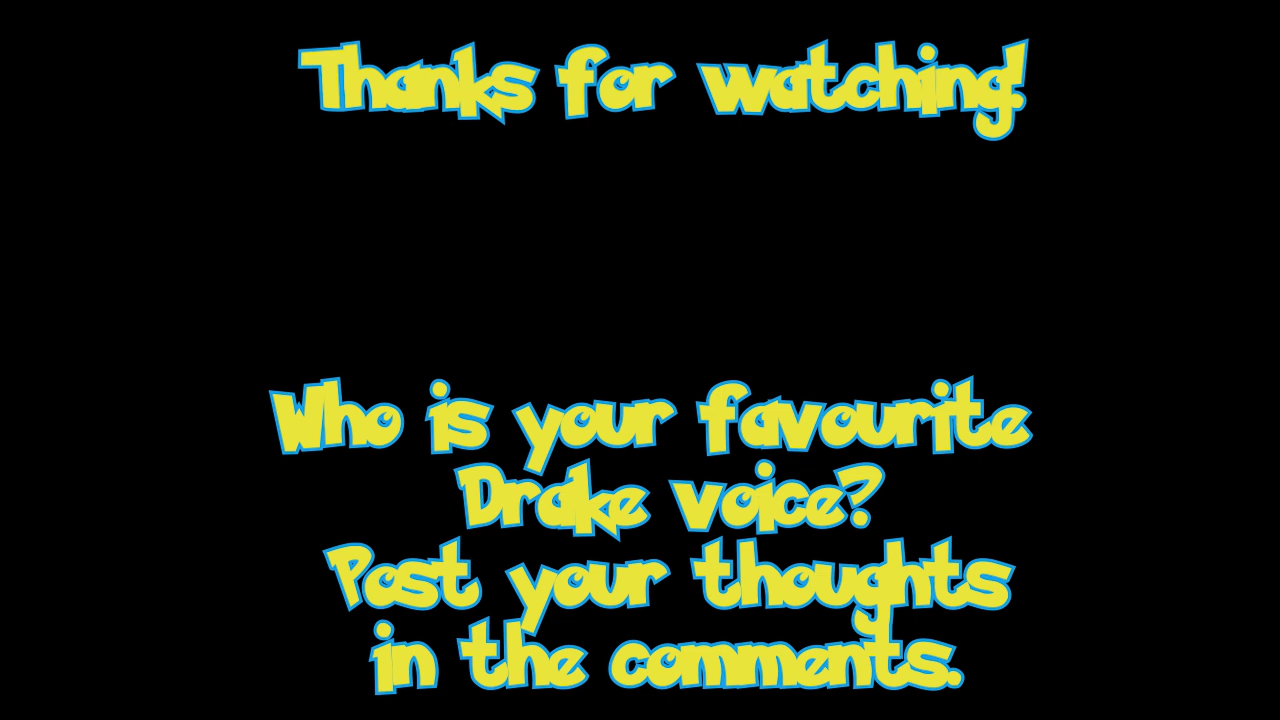 Thanks for watching!
Who is your favourite
Drake voice?
Post your thoughts
in the comments.